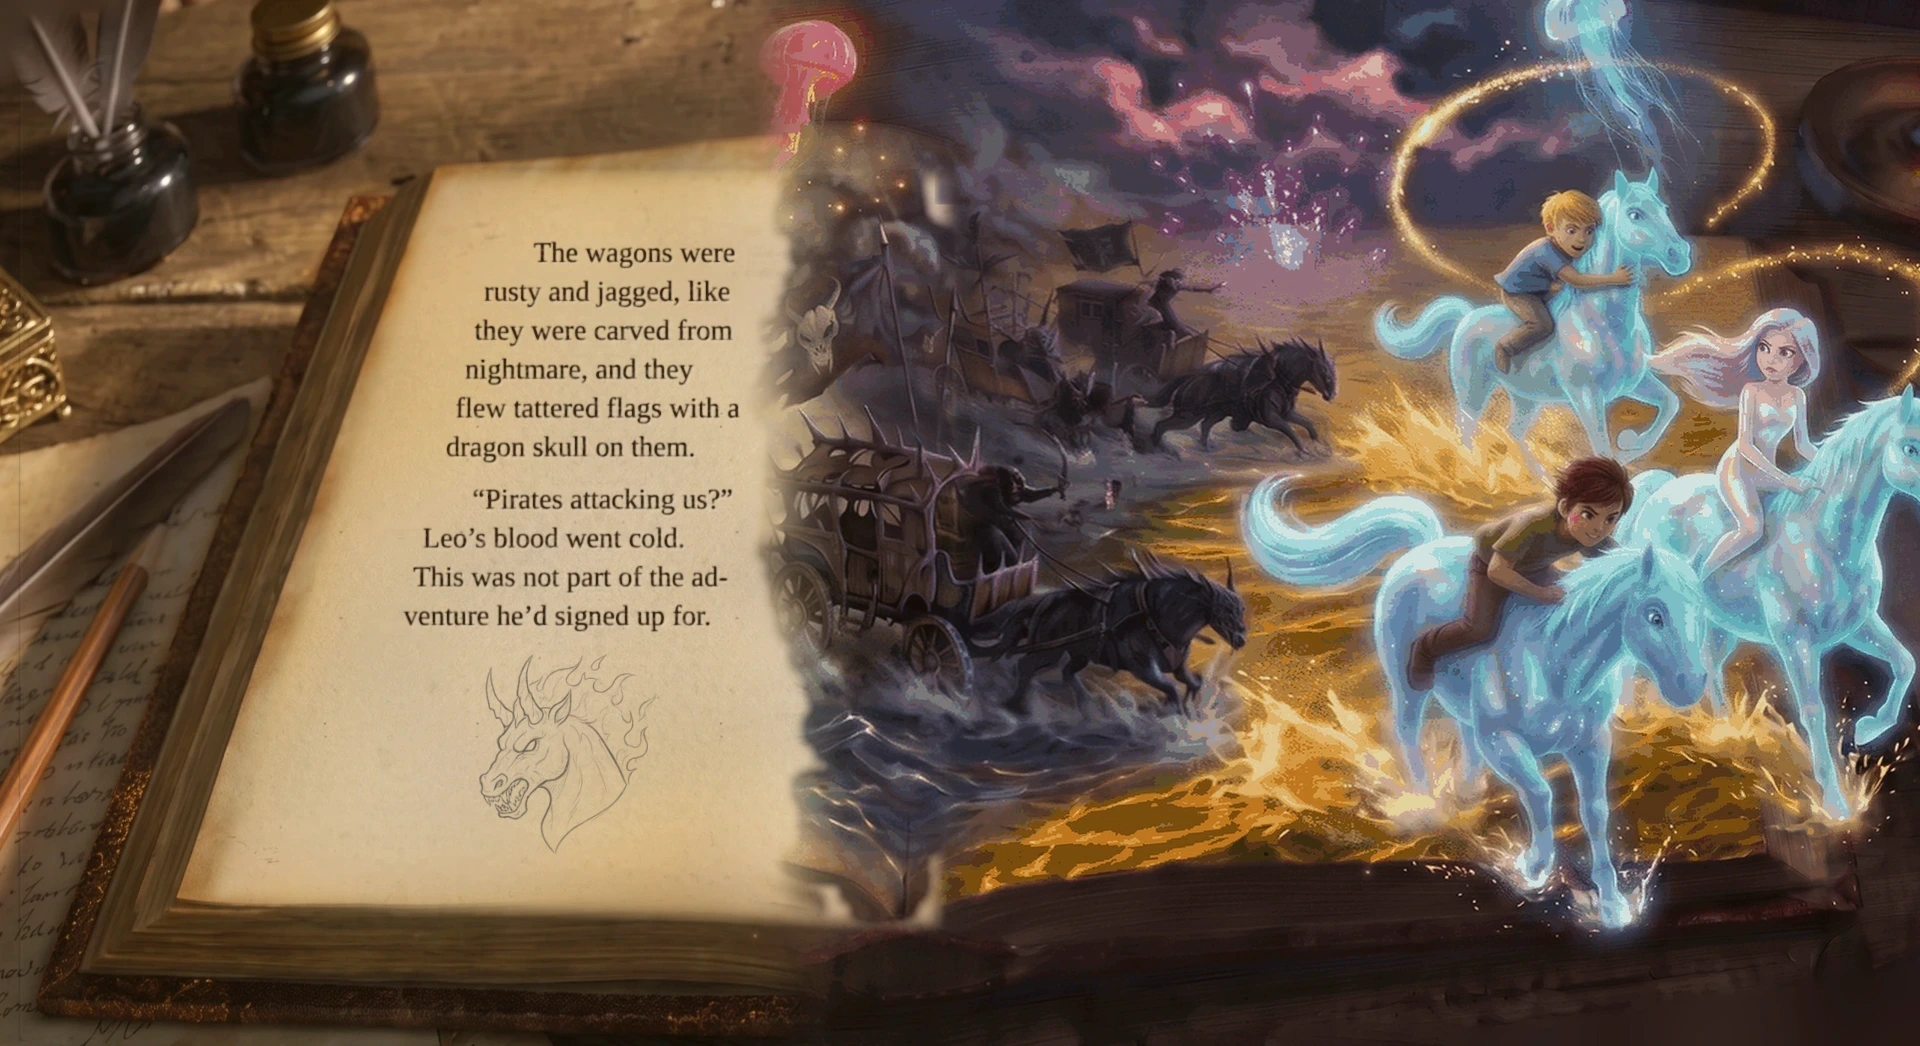 The wagons were
rusty and jagged, like
they were carved from
nightmare, and they
flew tattered flags with a
dragon skull on them.
“Pirates attacking us?”
Leo’s blood went cold.
This was not part of the ad-
venture he’d signed up for.